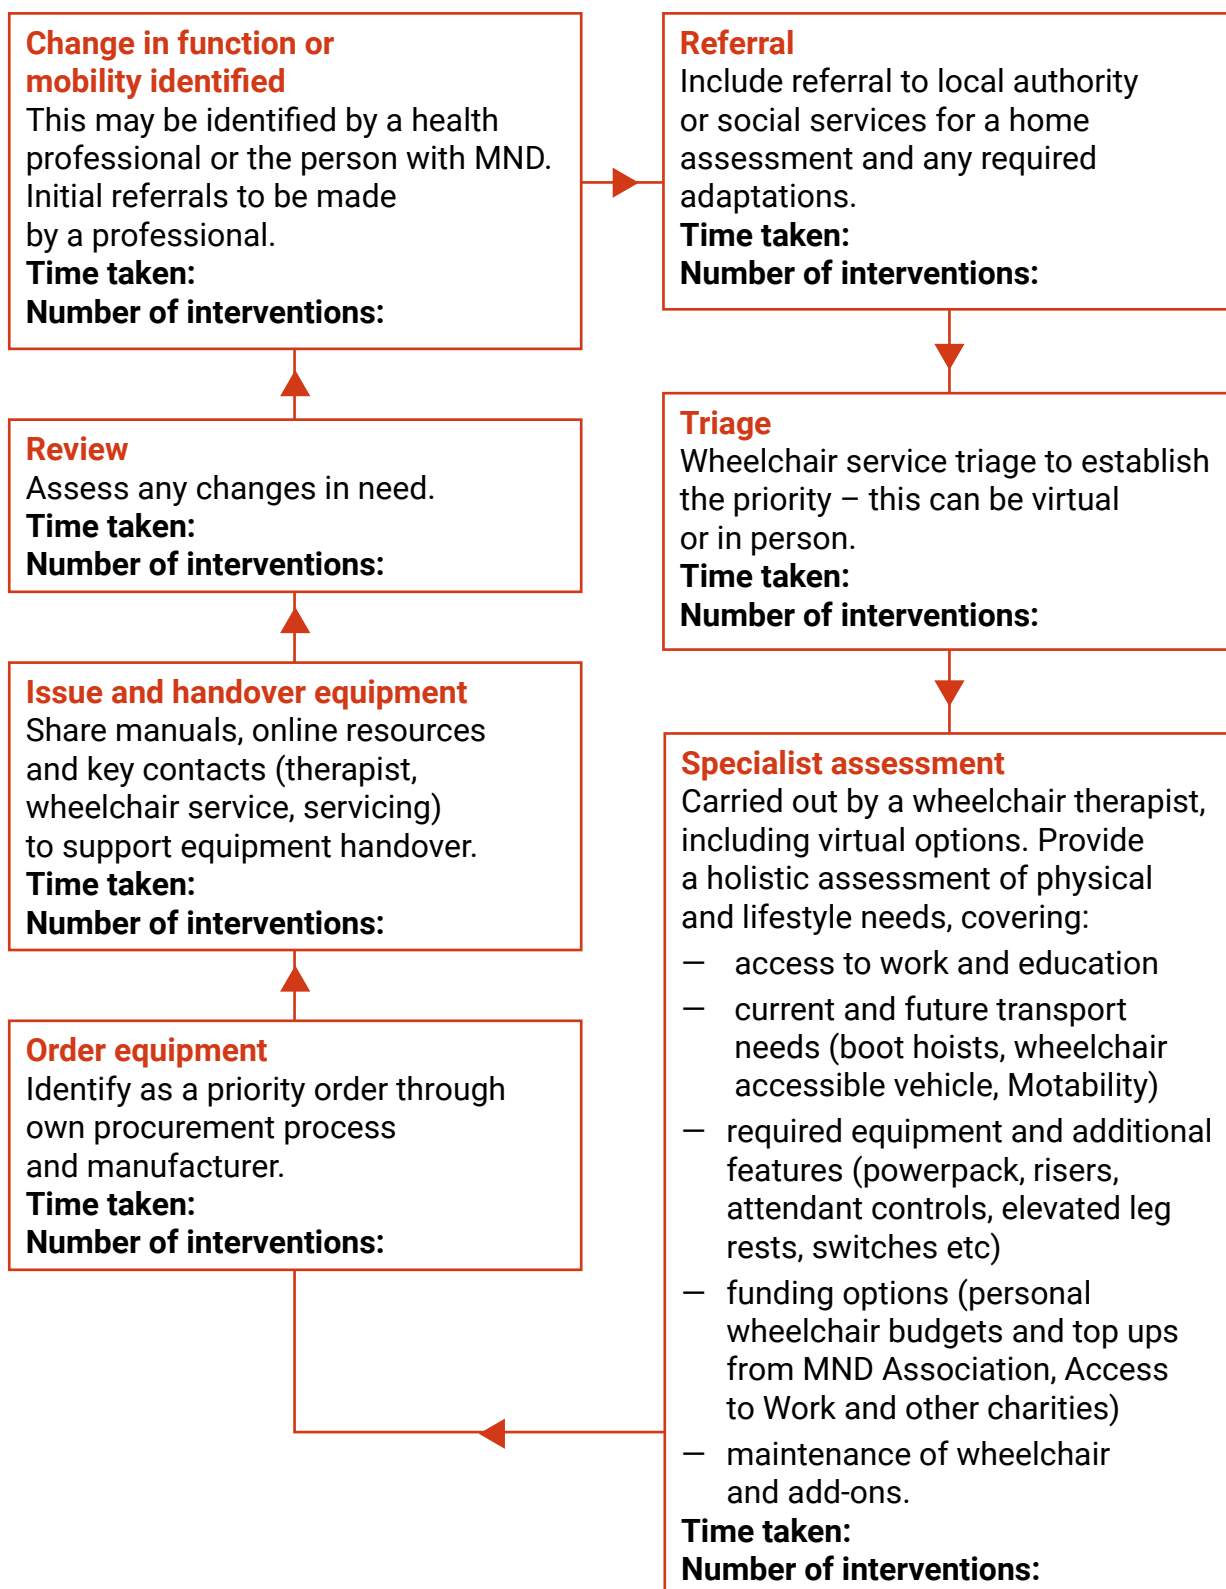 Change in function or
mobility identified
This may be identified by a health
professional or the person with MND.
Initial referrals to be made
by a professional.
Time taken:
Number of interventions:
Referral
Include referral to local authority
or social services for a home
assessment and any required
adaptations.
Time taken:
Number of interventions:
Triage
Wheelchair service triage to establish
the priority – this can be virtual
or in person.
Time taken:
Number of interventions:
Specialist assessment
Carried out by a wheelchair therapist,
including virtual options. Provide
a holistic assessment of physical
and lifestyle needs, covering:
– access to work and education
– current and future transport
needs (boot hoists, wheelchair
accessible vehicle, Motability)
– required equipment and additional
features (powerpack, risers,
attendant controls, elevated leg
rests, switches etc)
– funding options (personal
wheelchair budgets and top ups
from MND Association, Access
to Work and other charities)
– maintenance of wheelchair
and add-ons.
Time taken:
Number of interventions:
Order equipment
Identify as a priority order through
own procurement process
and manufacturer.
Time taken:
Number of interventions:
Issue and handover equipment
Share manuals, online resources
and key contacts (therapist,
wheelchair service, servicing)
to support equipment handover.
Time taken:
Number of interventions:
Review
Assess any changes in need.
Time taken:
Number of interventions: